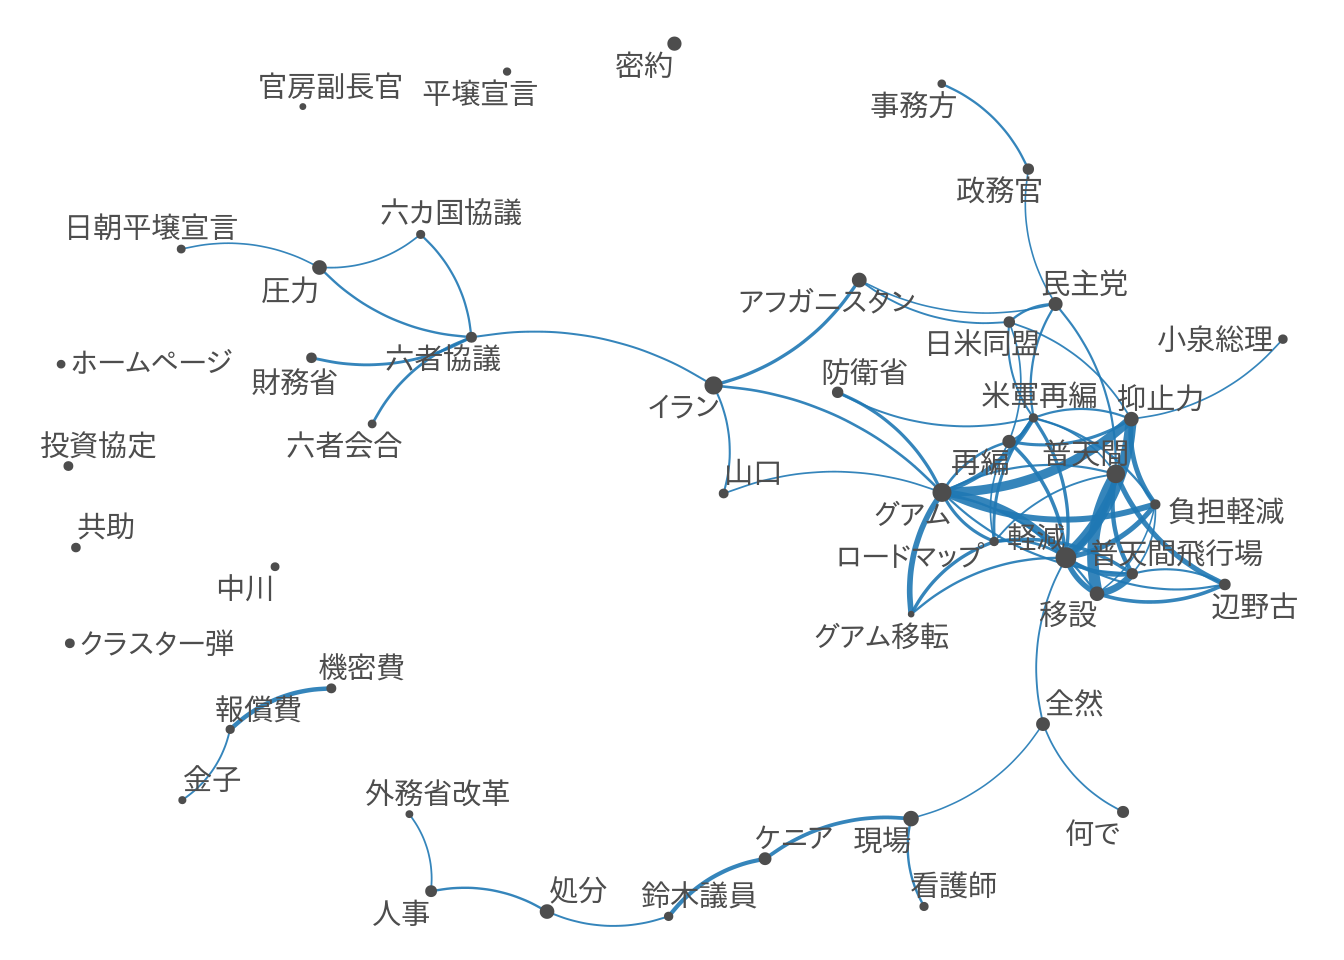 密約
官房副長官
平壌宣言
事務方
政務官
六カ国協議
日朝平壌宣言
圧力
民主党
アフガニスタン
日米同盟
小泉総理
ホームページ
六者協議
財務省
防衛省
米軍再編
抑止力
イラン
投資協定
六者会合
山口
再編
普天間
グアム
負担軽減
共助
ロードマップ
軽減
普天間飛行場
中川
移設
辺野古
クラスター弾
グアム移転
機密費
報償費
全然
金子
外務省改革
ケニア
現場
何で
人事
処分
鈴木議員
看護師